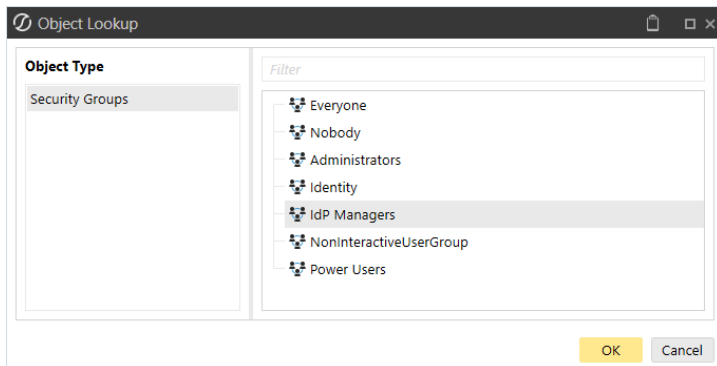 Object Lookup
Object Type
Security Groups
Filter
Everyone
Nobody
Administrators
Identity
IdP Managers
NonInteractiveUserGroup
Power Users
OK
Cancel